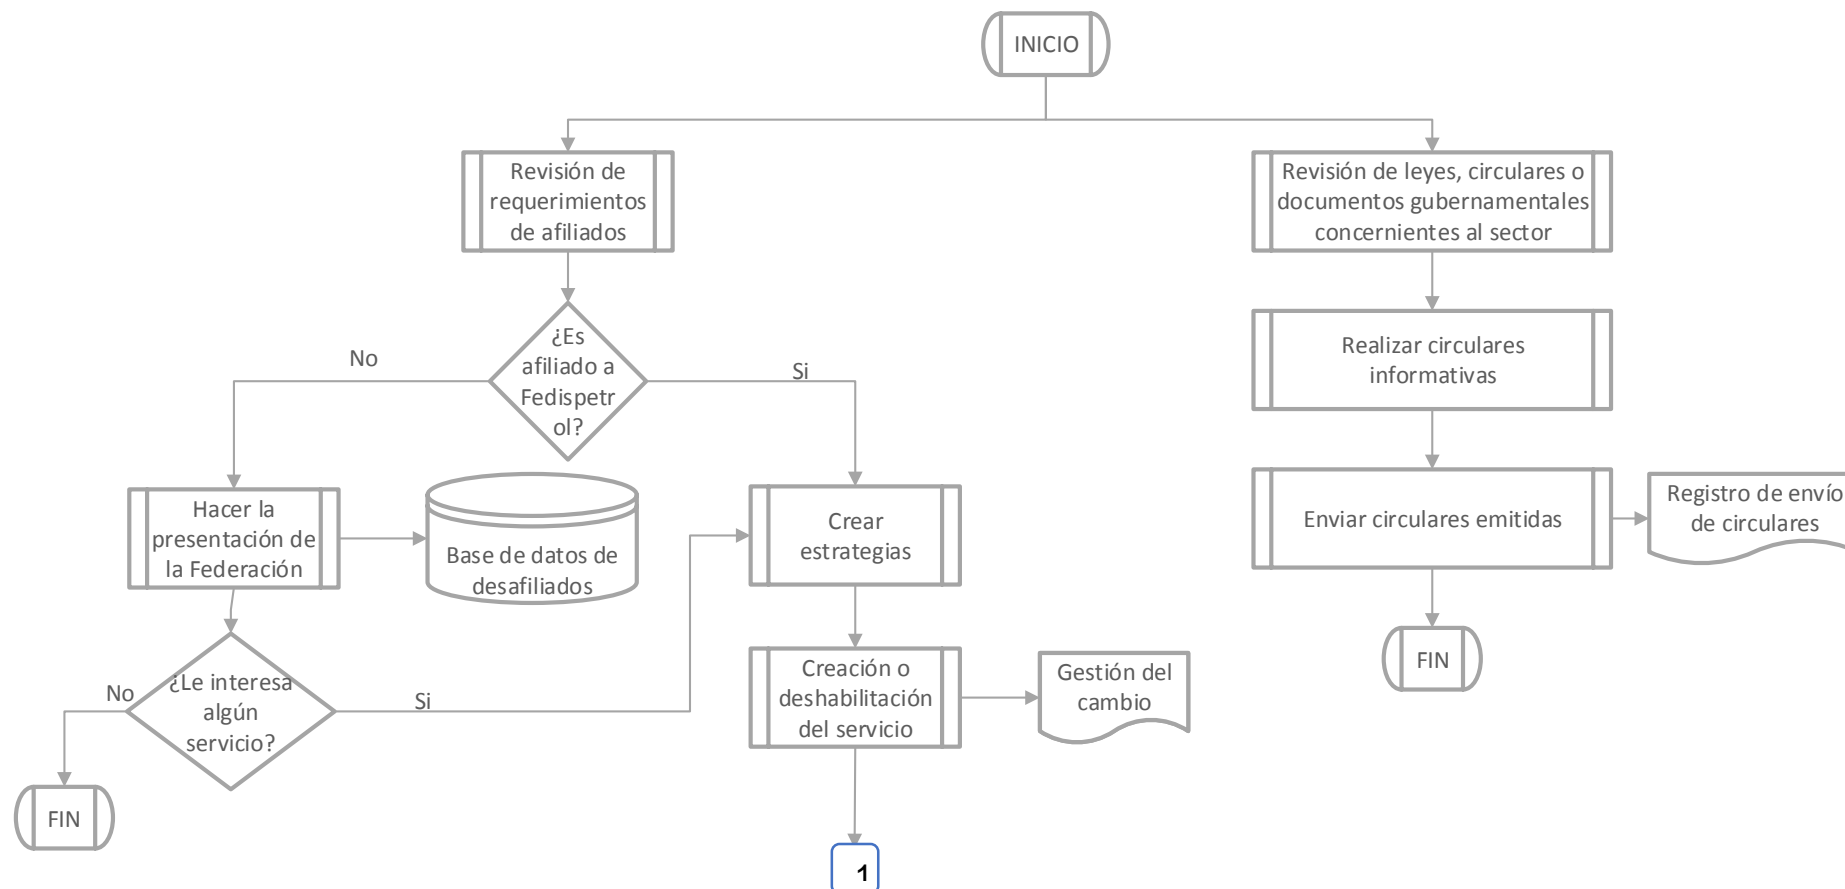 INICIO
Revisión de
requerimientos
de afiliados
Revisión de leyes, circulares o
documentos gubernamentales
concernientes al sector
¿Es
afiliado a
Fedispetr
ol?
No
Si
Realizar circulares
informativas
Hacer la
presentación de
la Federación
Base de datos de
desafiliados
Crear
estrategias
Enviar circulares emitidas
Registro de envío
de circulares
¿Le interesa
algún
servicio?
No
Si
Creación o
deshabilitación
del servicio
Gestión del
cambio
FIN
FIN
1